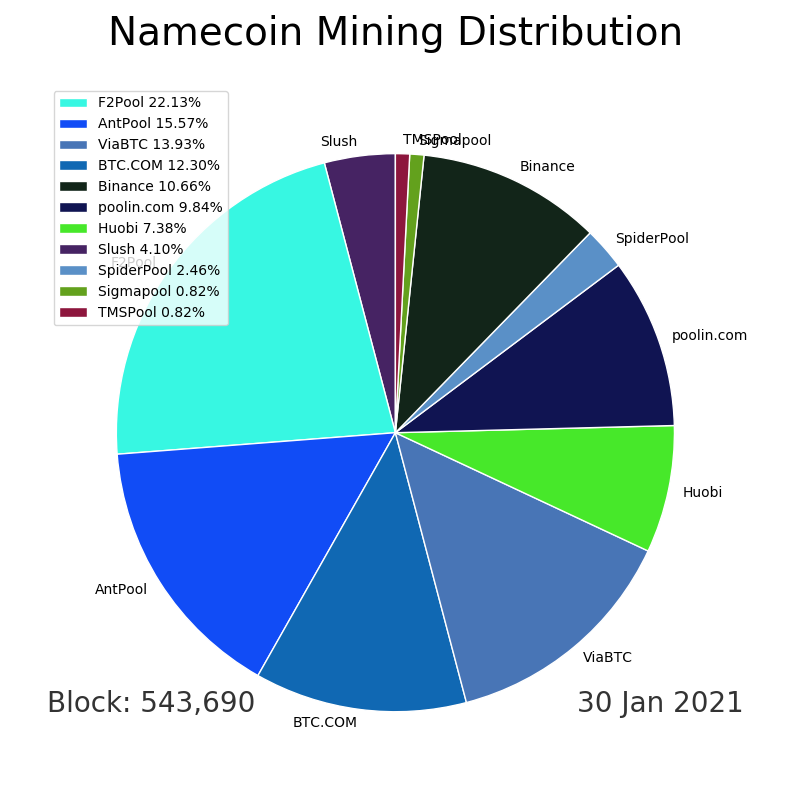 Namecoin Mining Distribution
F2Pool 22.13%
AntPool 15.57%
ViaBTC 13.93%
BTC.COM 12.30%
Binance 10.66%
poolin.com 9.84%
Huobi 7.38%
Slush 4.10%
SpiderPool 2.46%
Sigmapool 0.82%
TMSPool 0.82%
Slush
TMSPool
Sigmapool
Binance
SpiderPool
F2Pool
poolin.com
Huobi
AntPool
ViaBTC
BTC.COM
Block: 543,690
30 Jan 2021